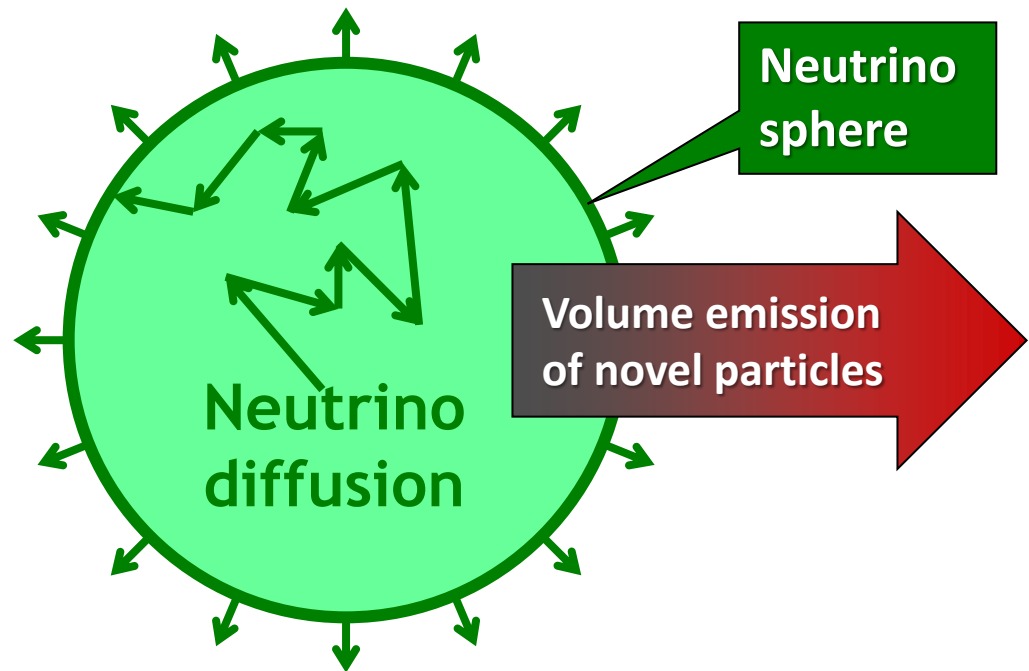 Neutrino
sphere
Volume emission
of novel particles
Neutrino
diffusion